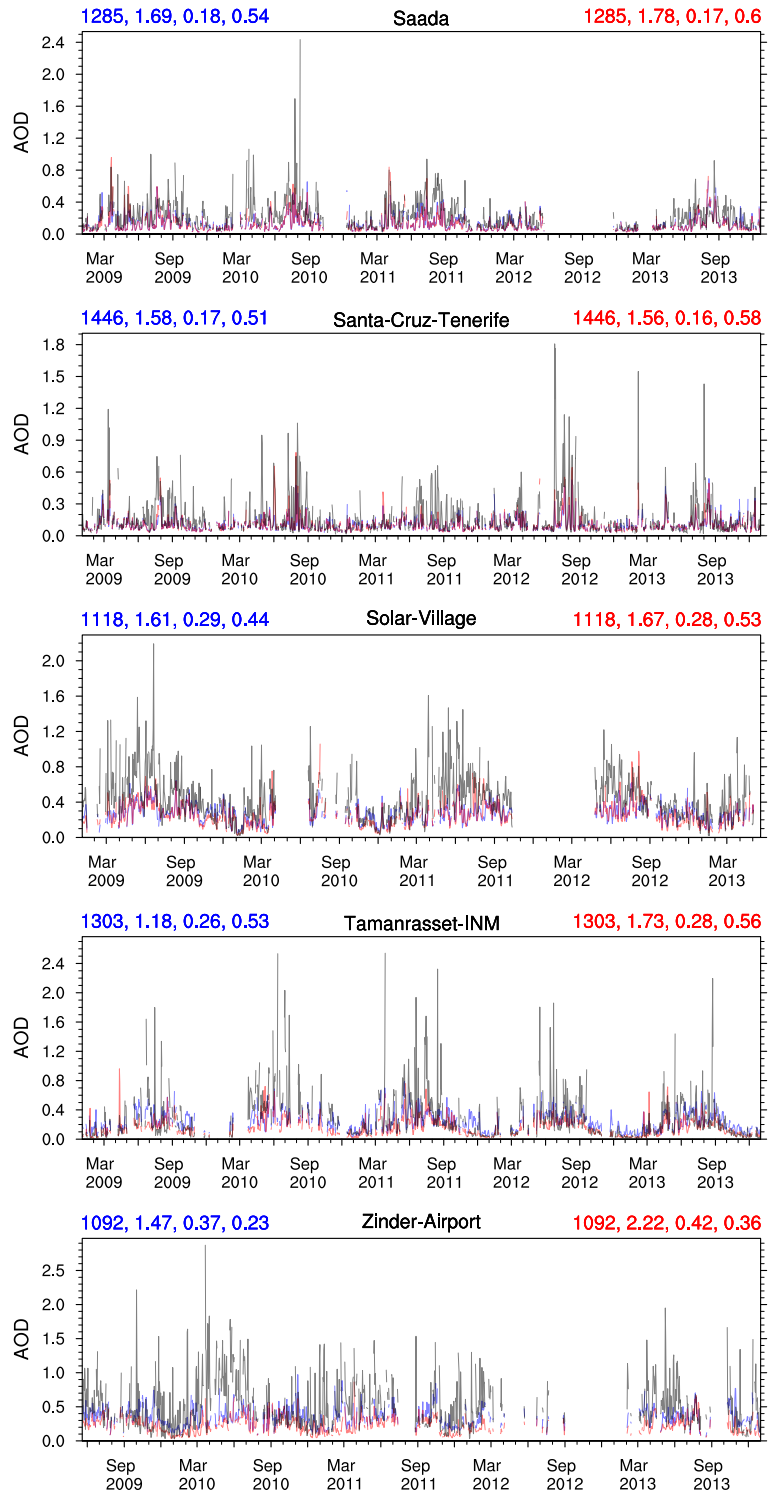 1285, 1.69, 0.18, 0.54 Saada 1285, 1.78, 0.17, 0.6
AOD
2.4
2.0
1.6
1.2
0.8
0.4
0.0
Mar Sep Mar Sep Mar Sep Mar Sep Mar Sep
2009 2009 2010 2010 2011 2011 2012 2012 2013 2013
1446, 1.58, 0.17, 0.51 Santa-Cruz-Tenerife 1446, 1.56, 0.16, 0.58
AOD
1.8
1.5
1.2
0.9
0.6
0.3
0.0
Mar Sep Mar Sep Mar Sep Mar Sep Mar Sep
2009 2009 2010 2010 2011 2011 2012 2012 2013 2013
1118, 1.61, 0.29, 0.44 Solar-Village 1118, 1.67, 0.28, 0.53
AOD
2.0
1.6
1.2
0.8
0.4
0.0
Mar Sep Mar Sep Mar Sep Mar Sep Mar
2009 2009 2010 2010 2011 2011 2012 2012 2013
1303, 1.18, 0.26, 0.53 Tamanrasset-INM 1303, 1.73, 0.28, 0.56
AOD
2.4
2.0
1.6
1.2
0.8
0.4
0.0
Mar Sep Mar Sep Mar Sep Mar Sep Mar Sep
2009 2009 2010 2010 2011 2011 2012 2012 2013 2013
1092, 1.47, 0.37, 0.23 Zinder-Airport 1092, 2.22, 0.42, 0.36
AOD
2.5
2.0
1.5
1.0
0.5
0.0
Sep Mar Sep Mar Sep Mar Sep Mar Sep
2009 2010 2010 2011 2011 2012 2012 2013 2013